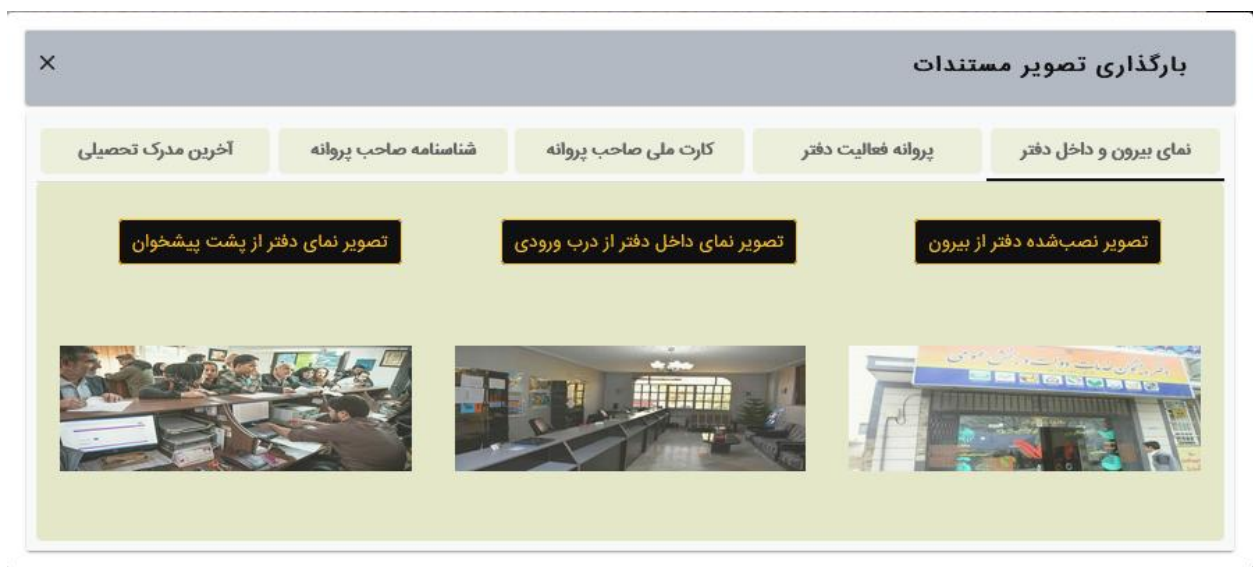 بارگذاری تصویر مستندات
نمای بیرون و داخل دفتر
پروانه فعالیت دفتر
کارت ملی صاحب پروانه
شناسنامه صاحب پروانه
آخرین مدرک تحصیلی
تصویر نصب‌شده دفتر از بیرون
تصویر نمای داخل دفتر از درب ورودی
تصویر نمای دفتر از پشت پیشخوان